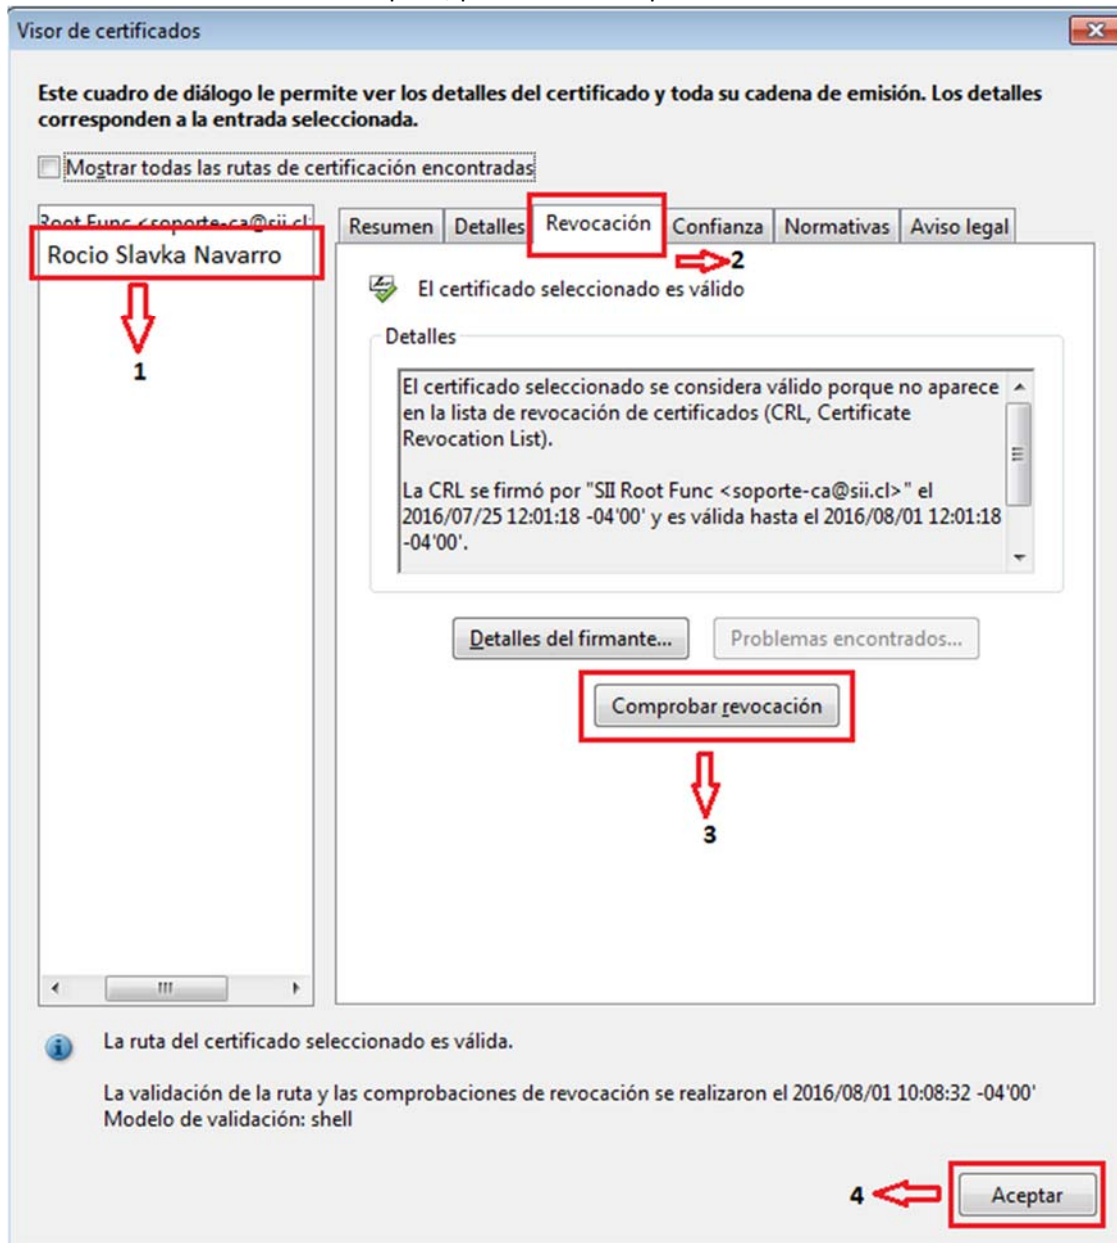 Visor de certificados
Este cuadro de diálogo le permite ver los detalles del certificado y toda su cadena de emisión. Los detalles
corresponden a la entrada seleccionada.
Mostrar todas las rutas de certificación encontradas
Root Func <soporte-ca@sii.cl
Rocio Slavka Navarro
1
Resumen Detalles Revocación Confianza Normativas Aviso legal
2
El certificado seleccionado es válido
Detalles
El certificado seleccionado se considera válido porque no aparece
en la lista de revocación de certificados (CRL, Certificate
Revocation List).
La CRL se firmó por "SII Root Func <soporte-ca@sii.cl>" el
2016/07/25 12:01:18 -04'00' y es válida hasta el 2016/08/01 12:01:18
-04'00'.
Detalles del firmante... Problemas encontrados...
Comprobar revocación
3
La ruta del certificado seleccionado es válida.
La validación de la ruta y las comprobaciones de revocación se realizaron el 2016/08/01 10:08:32 -04'00'
Modelo de validación: shell
4 Aceptar